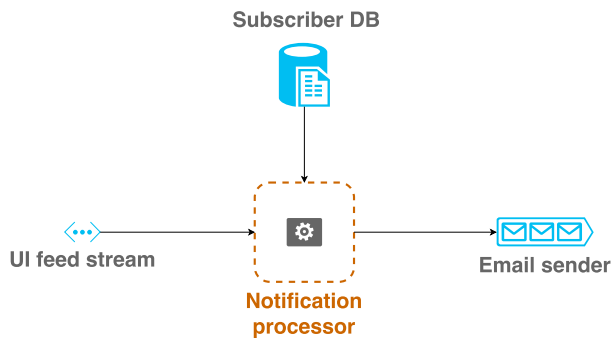 Subscriber DB
UI feed stream
Notification
processor
Email sender